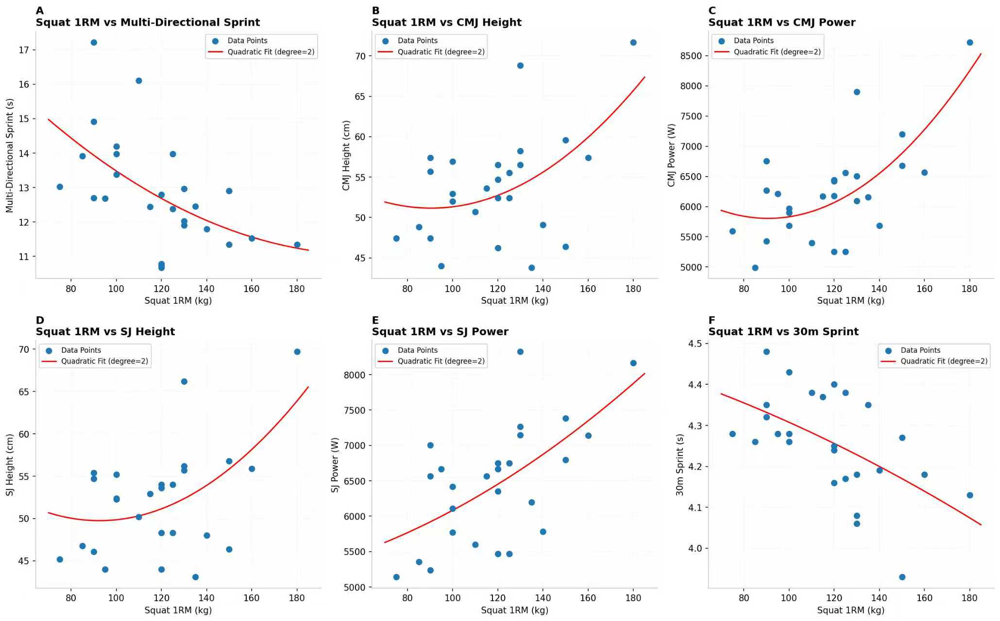 A
Squat 1RM vs Multi-Directional Sprint
Data Points
Quadratic Fit (degree=2)
17
16
15
14
13
12
11
Multi-Directional Sprint (s)
80 100 120 140 160 180
Squat 1RM (kg)
B
Squat 1RM vs CMJ Height
Data Points
Quadratic Fit (degree=2)
70
65
60
55
50
45
CMJ Height (cm)
80 100 120 140 160 180
Squat 1RM (kg)
C
Squat 1RM vs CMJ Power
Data Points
Quadratic Fit (degree=2)
8500
8000
7500
7000
6500
6000
5500
5000
CMJ Power (W)
80 100 120 140 160 180
Squat 1RM (kg)
D
Squat 1RM vs SJ Height
Data Points
Quadratic Fit (degree=2)
70
65
60
55
50
45
SJ Height (cm)
80 100 120 140 160 180
Squat 1RM (kg)
E
Squat 1RM vs SJ Power
Data Points
Quadratic Fit (degree=2)
8000
7500
7000
6500
6000
5500
5000
SJ Power (W)
80 100 120 140 160 180
Squat 1RM (kg)
F
Squat 1RM vs 30m Sprint
Data Points
Quadratic Fit (degree=2)
4.5
4.4
4.3
4.2
4.1
4.0
30m Sprint (s)
80 100 120 140 160 180
Squat 1RM (kg)